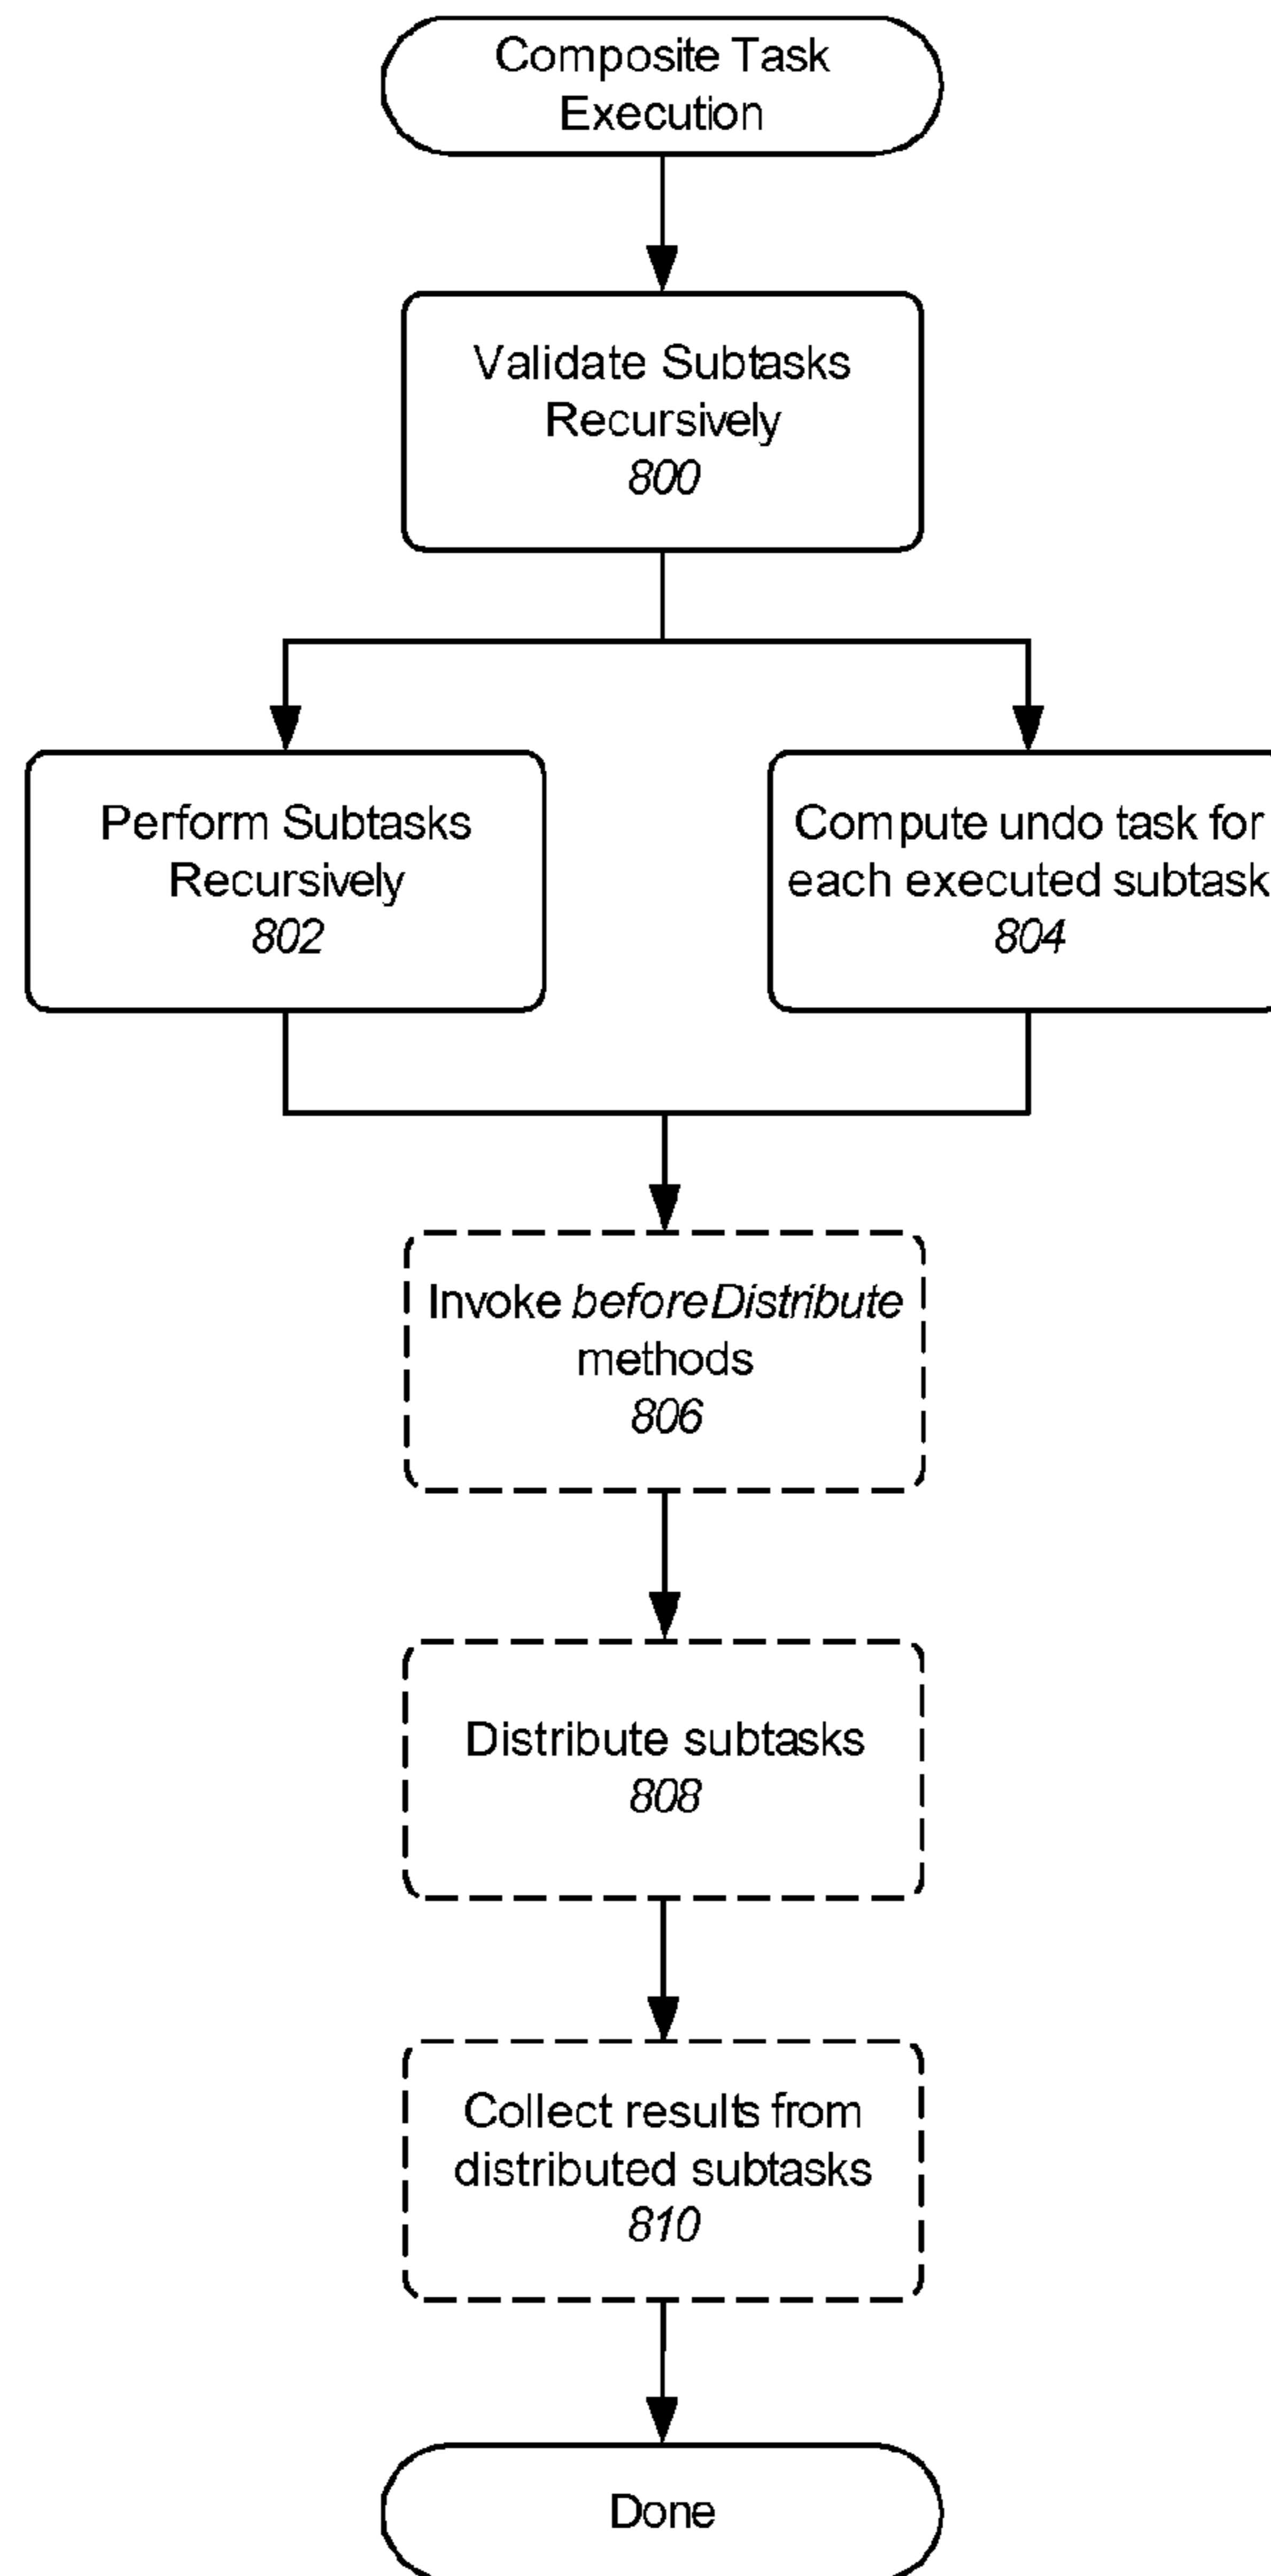 Composite Task
Execution
Validate Subtasks
Recursively
800
Perform Subtasks
Recursively
802
Compute undo task for
each executed subtask
804
Invoke beforeDistribute
methods
806
Distribute subtasks
808
Collect results from
distributed subtasks
810
Done